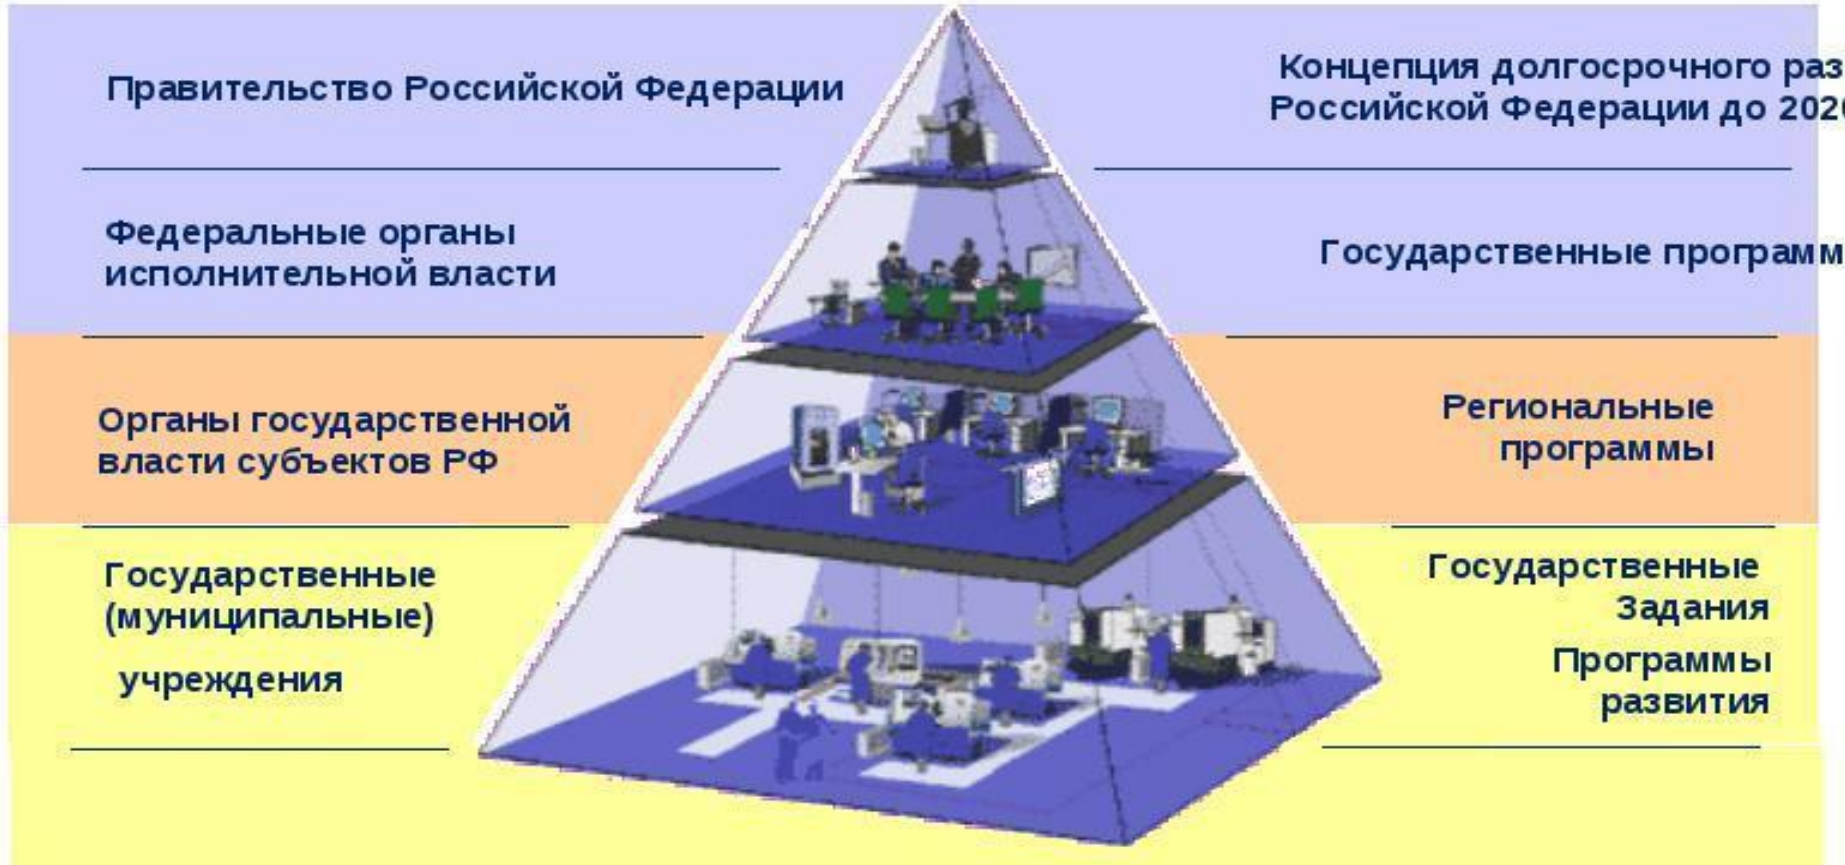 Правительство Российской Федерации
Концепция долгосрочного раз
Российской Федерации до 2020
Федеральные органы
исполнительной власти
Государственные программ
Органы государственной
власти субъектов РФ
Региональные
программы
Государственные
(муниципальные)
учреждения
Государственные
Задания
Программы
развития